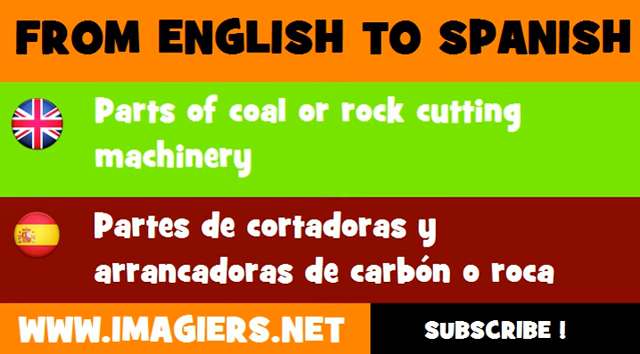 FROM ENGLISH TO SPANISH
Parts of coal or rock cutting
machinery
Partes de cortadoras y
arrancadoras de carbón o roca
WWW.IMAGIERS.NET
SUBSCRIBE !